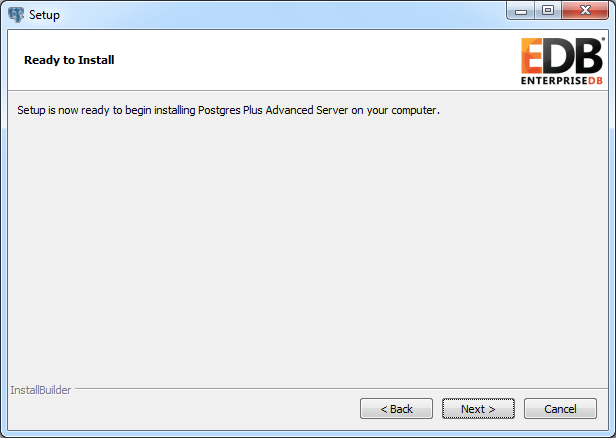 Setup
Ready to Install
EDB
ENTERPRISEDB
Setup is now ready to begin installing Postgres Plus Advanced Server on your computer.
InstallBuilder
< Back
Next >
Cancel